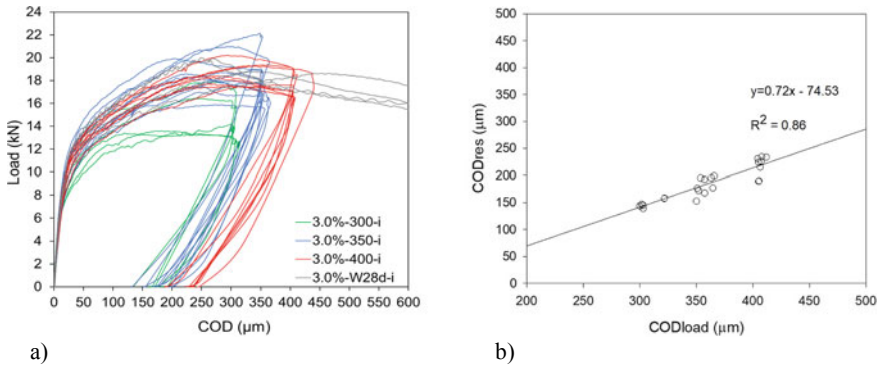 24
22
20
18
16
14
12
10
8
6
4
2
0
Load (kN)
0 50 100 150 200 250 300 350 400 450 500 550 600
COD (µm)
3.0%-300-i
3.0%-350-i
3.0%-400-i
3.0%-W28d-i
a)
500
450
400
350
300
250
200
150
100
50
0
CODres (µm)
y=0.72x - 74.53
R2 = 0.86
200 300 400 500
CODload (µm)
b)